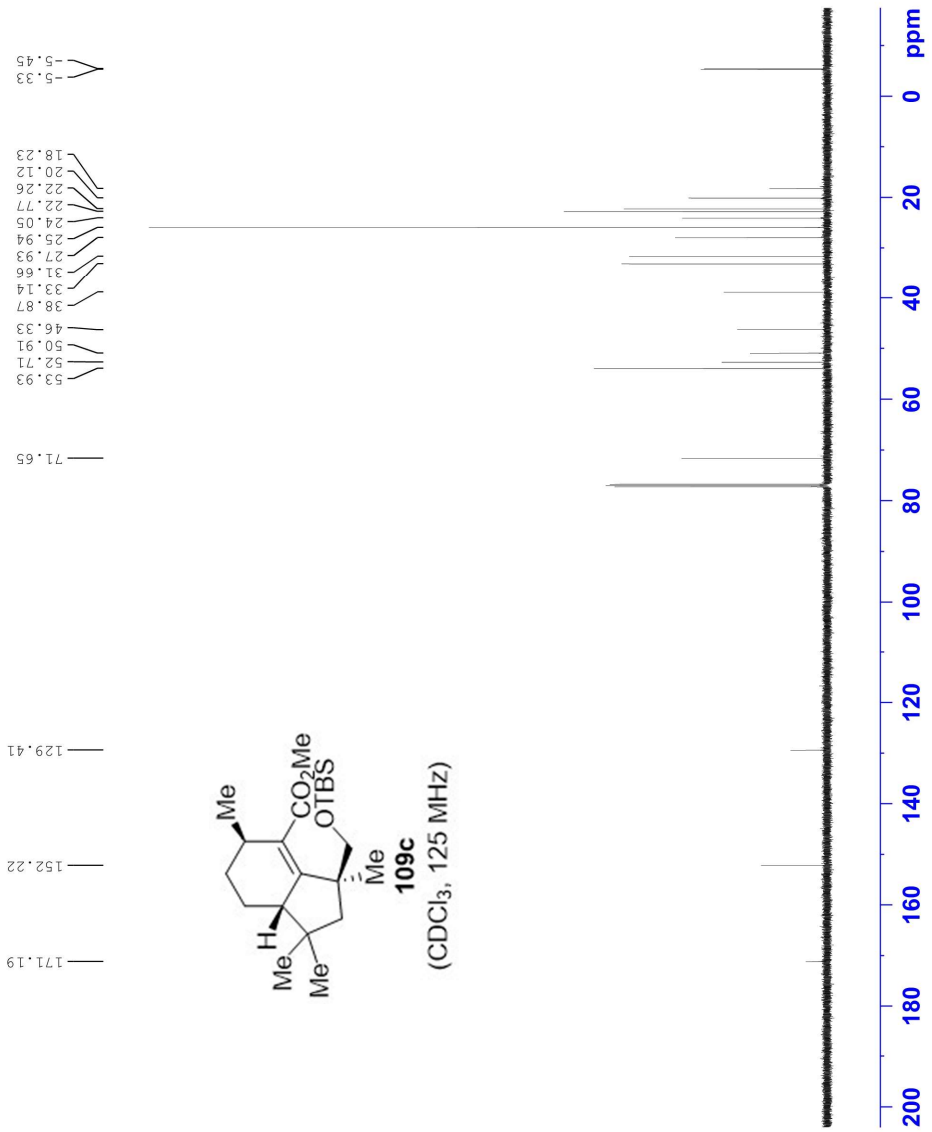 171.19
152.22
129.41
71.65
53.93
52.71
50.91
46.33
38.87
33.14
31.66
27.93
25.94
24.05
22.77
22.26
20.12
18.23
-5.33
-5.45
Me
CO2Me
OTBS
H
Me
Me
Me
109c
(CDCl3, 125 MHz)
200 180 160 140 120 100 80 60 40 20 0 ppm